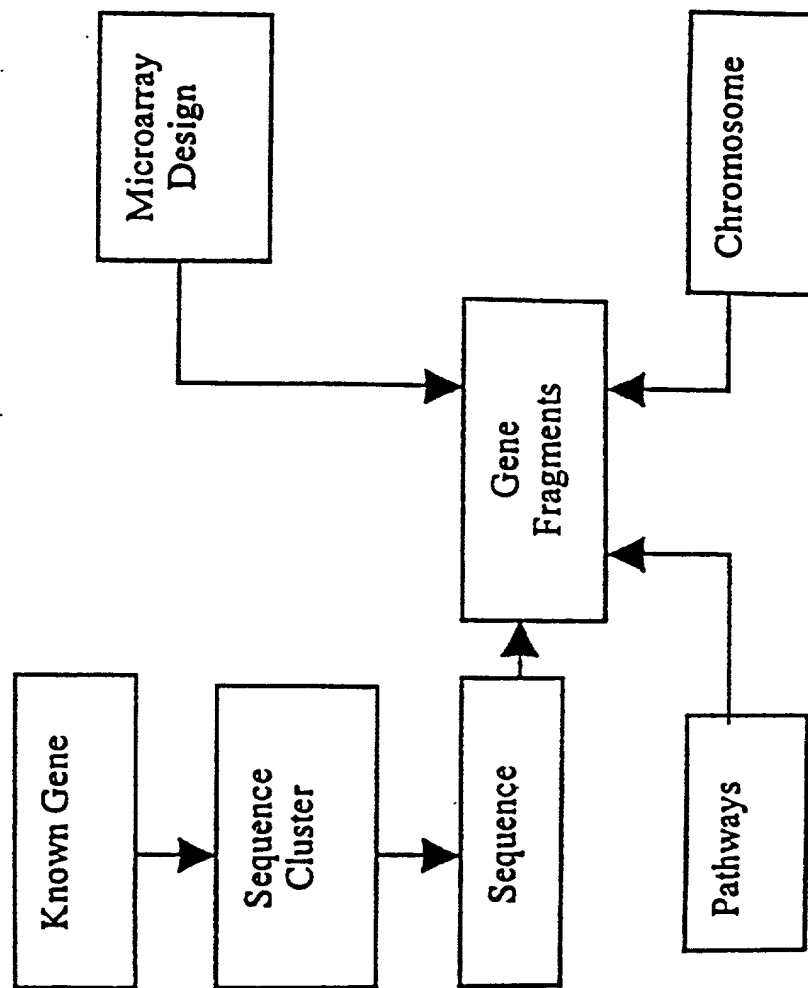 Known Gene
Sequence
Cluster
Sequence
Pathways
Gene
Fragments
Microarray
Design
Chromosome